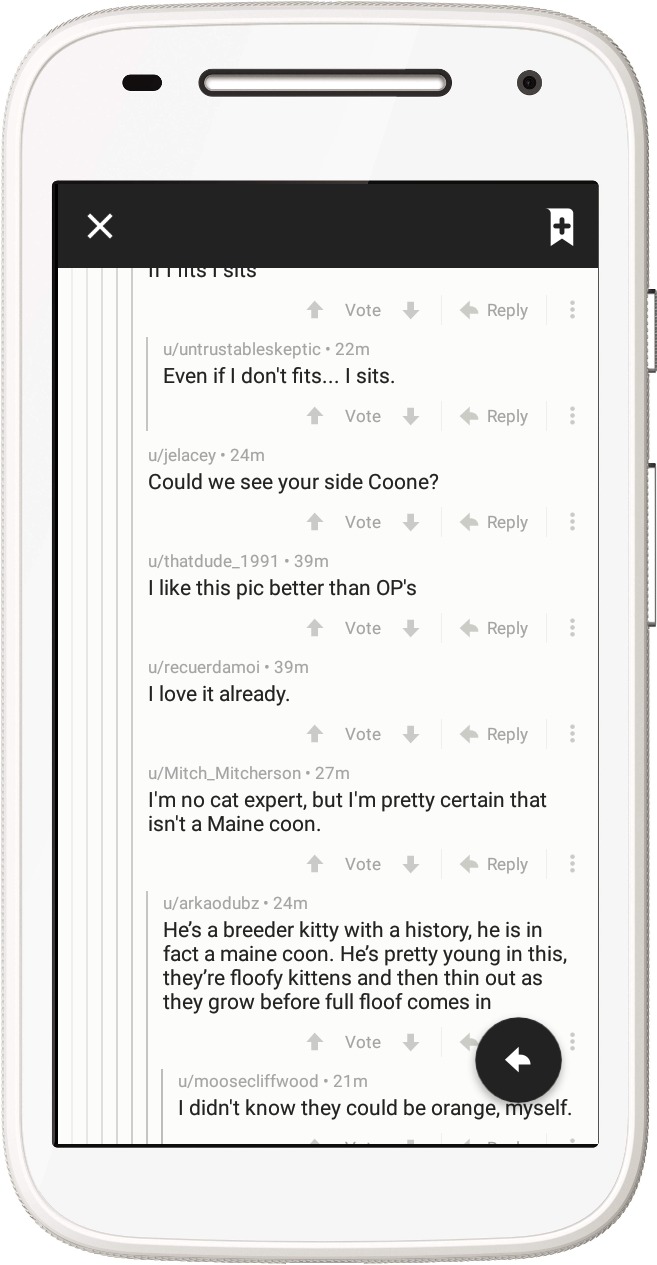 If I fits I sits
Vote Reply
u/untrustableskeptic • 22m
Even if I don't fits... I sits.
Vote Reply
u/jelacey • 24m
Could we see your side Coone?
Vote Reply
u/thatdude_1991 • 39m
I like this pic better than OP's
Vote Reply
u/recuerdamoi • 39m
I love it already.
Vote Reply
u/Mitch_Mitcherson • 27m
I'm no cat expert, but I'm pretty certain that
isn't a Maine coon.
Vote Reply
u/arkaodubz • 24m
He’s a breeder kitty with a history, he is in
fact a maine coon. He’s pretty young in this,
they’re floofy kittens and then thin out as
they grow before full floof comes in
Vote
u/moosecliffwood • 21m
I didn't know they could be orange, myself.